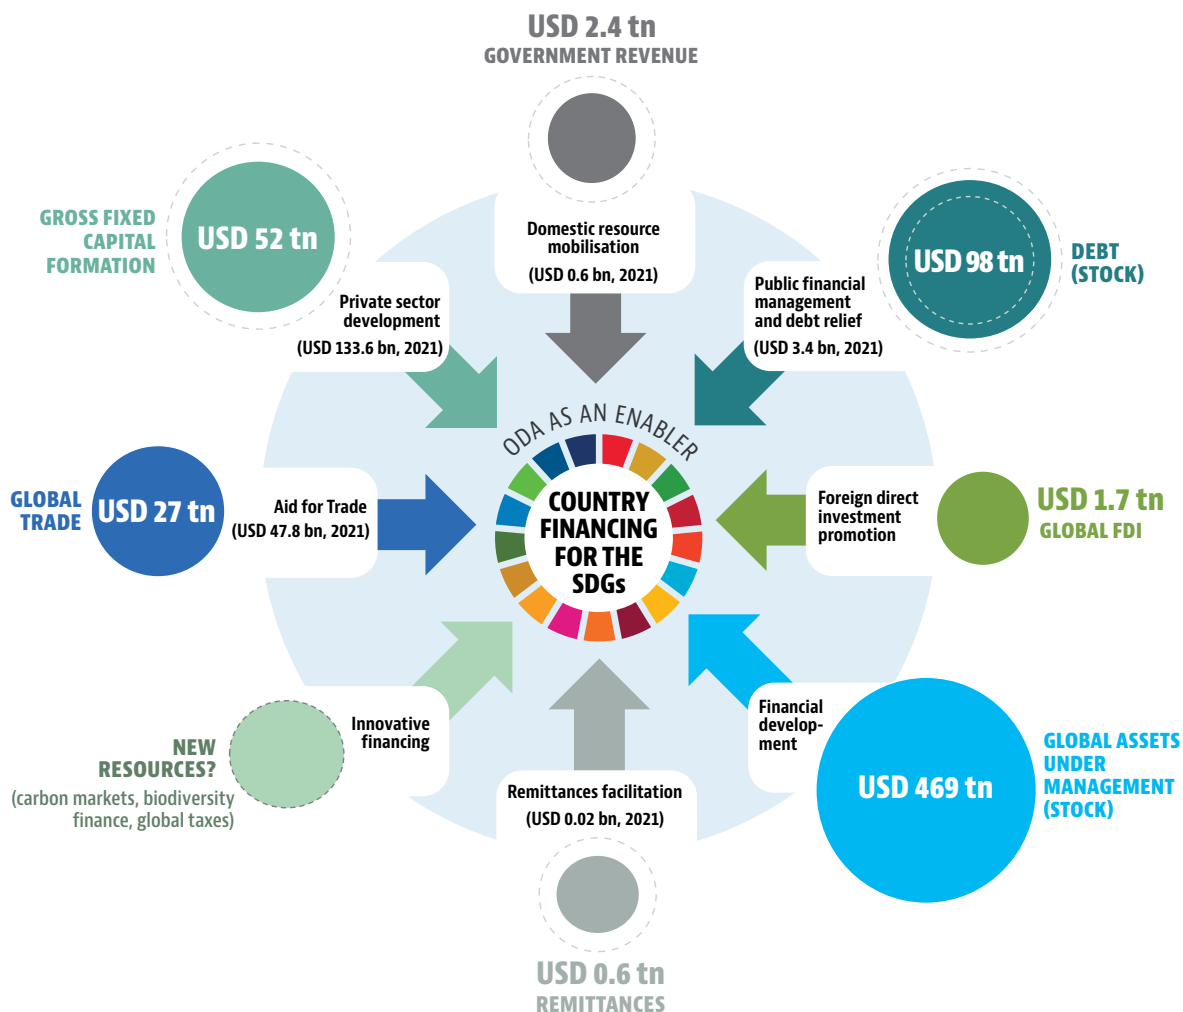 USD 2.4 tn
GOVERNMENT REVENUE
Domestic resource
mobilisation
(USD 0.6 bn, 2021)
GROSS FIXED
CAPITAL
FORMATION
USD 52 tn
Private sector
development
(USD 133.6 bn, 2021)
USD 98 tn
DEBT
(STOCK)
Public financial
management
and debt relief
(USD 3.4 bn, 2021)
ODA AS AN ENABLER
COUNTRY
FINANCING
FOR THE
SDGs
GLOBAL
TRADE
USD 27 tn
Aid for Trade
(USD 47.8 bn, 2021)
Foreign direct
investment
promotion
USD 1.7 tn
GLOBAL FDI
NEW
RESOURCES?
(carbon markets, biodiversity
finance, global taxes)
Innovative
financing
Financial
develop-
ment
USD 469 tn
GLOBAL ASSETS
UNDER
MANAGEMENT
(STOCK)
Remittances facilitation
(USD 0.02 bn, 2021)
USD 0.6 tn
REMITTANCES